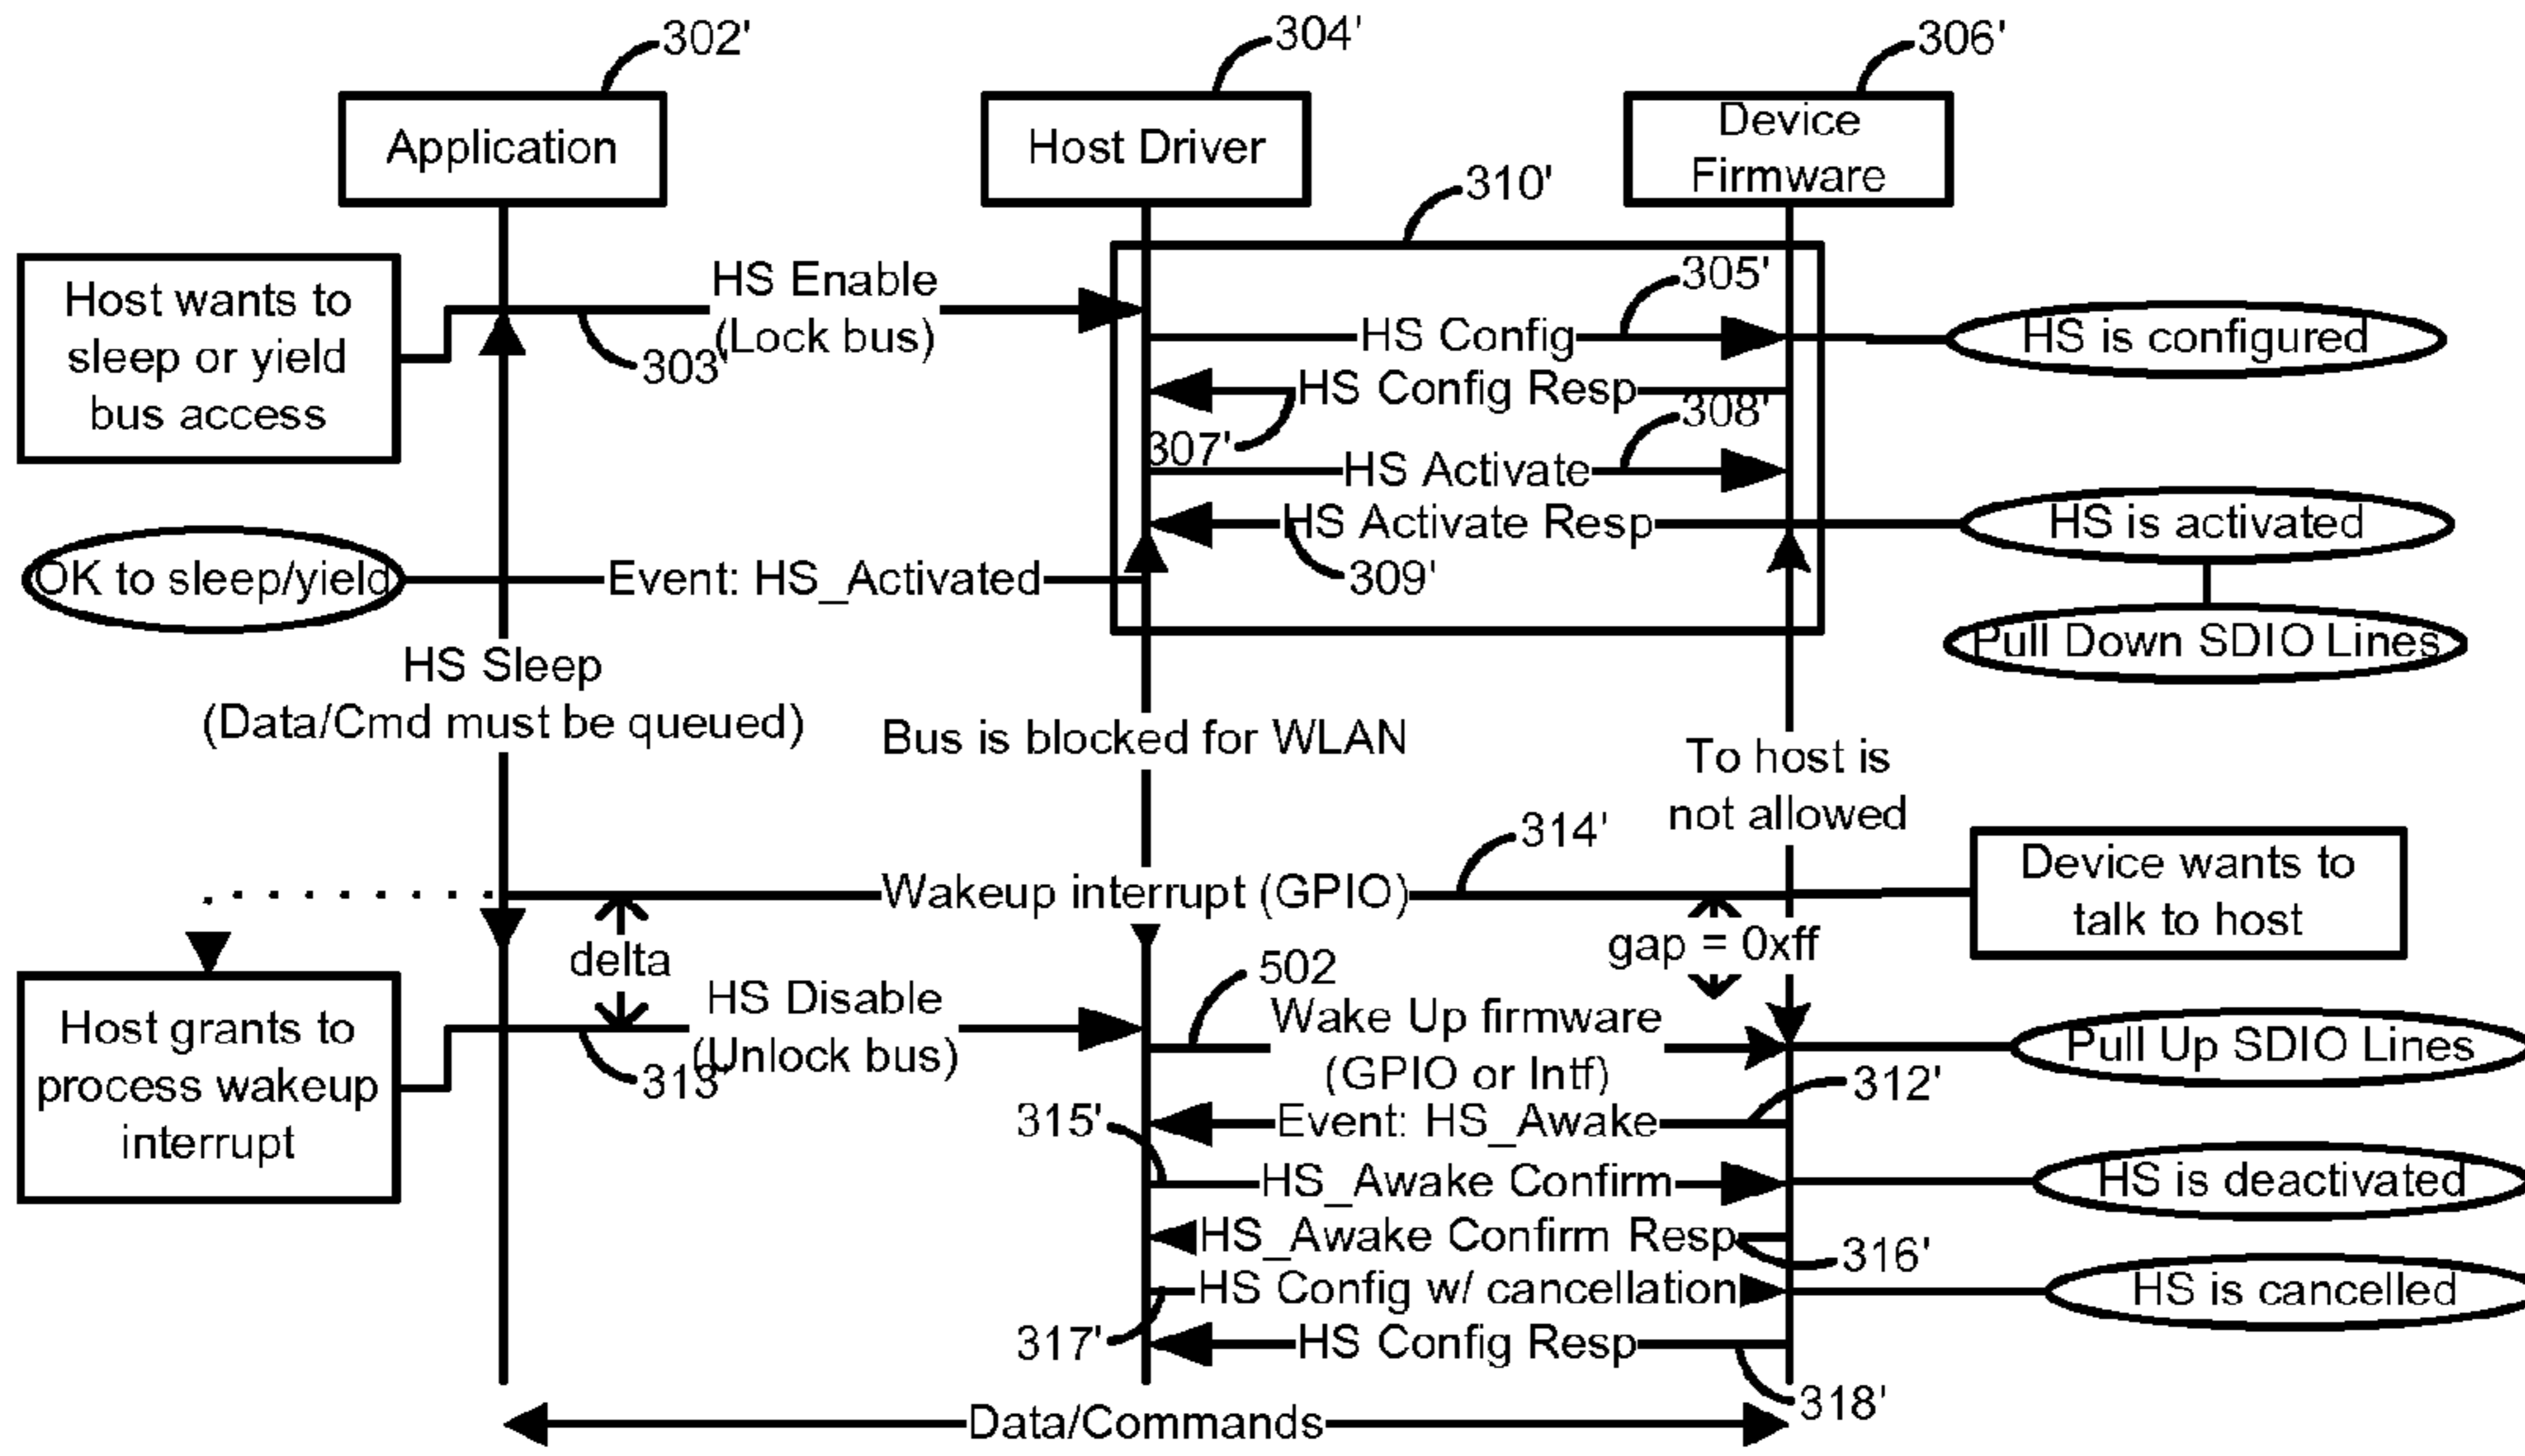 302'
304'
306'
Application
Host Driver
Device
Firmware
310'
Host wants to
sleep or yield
bus access
HS Enable
(Lock bus)
303'
305'
HS Config
HS is configured
HS Config Resp
307'
308'
HS Activate
HS Activate Resp
HS is activated
309'
OK to sleep/yield
Event: HS_Activated
Pull Down SDIO Lines
HS Sleep
(Data/Cmd must be queued)
Bus is blocked for WLAN
To host is
not allowed
314'
Wakeup interrupt (GPIO)
Device wants to
talk to host
delta
gap = 0xff
Host grants to
process wakeup
interrupt
HS Disable
(Unlock bus)
313'
502
Wake Up firmware
(GPIO or Intf)
Pull Up SDIO Lines
312'
315'
Event: HS_Awake
HS_Awake Confirm
HS is deactivated
HS_Awake Confirm Resp
316'
HS Config w/ cancellation
HS is cancelled
317'
HS Config Resp
318'
Data/Commands